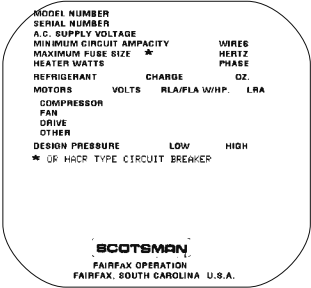 MODEL NUMBER
SERIAL NUMBER
A.C. SUPPLY VOLTAGE
MINIMUM CIRCUIT AMPACITY WIRES
MAXIMUM FUSE SIZE * HERTZ
HEATER WATTS PHASE
REFRIGERANT CHARGE OZ.
MOTORS VOLTS RLA/FLA W/HP. LRA
COMPRESSOR
FAN
DRIVE
OTHER
DESIGN PRESSURE LOW HIGH
* OR HACR TYPE CIRCUIT BREAKER
SCOTSMAN
FAIRFAX OPERATION
FAIRFAX, SOUTH CAROLINA U.S.A.